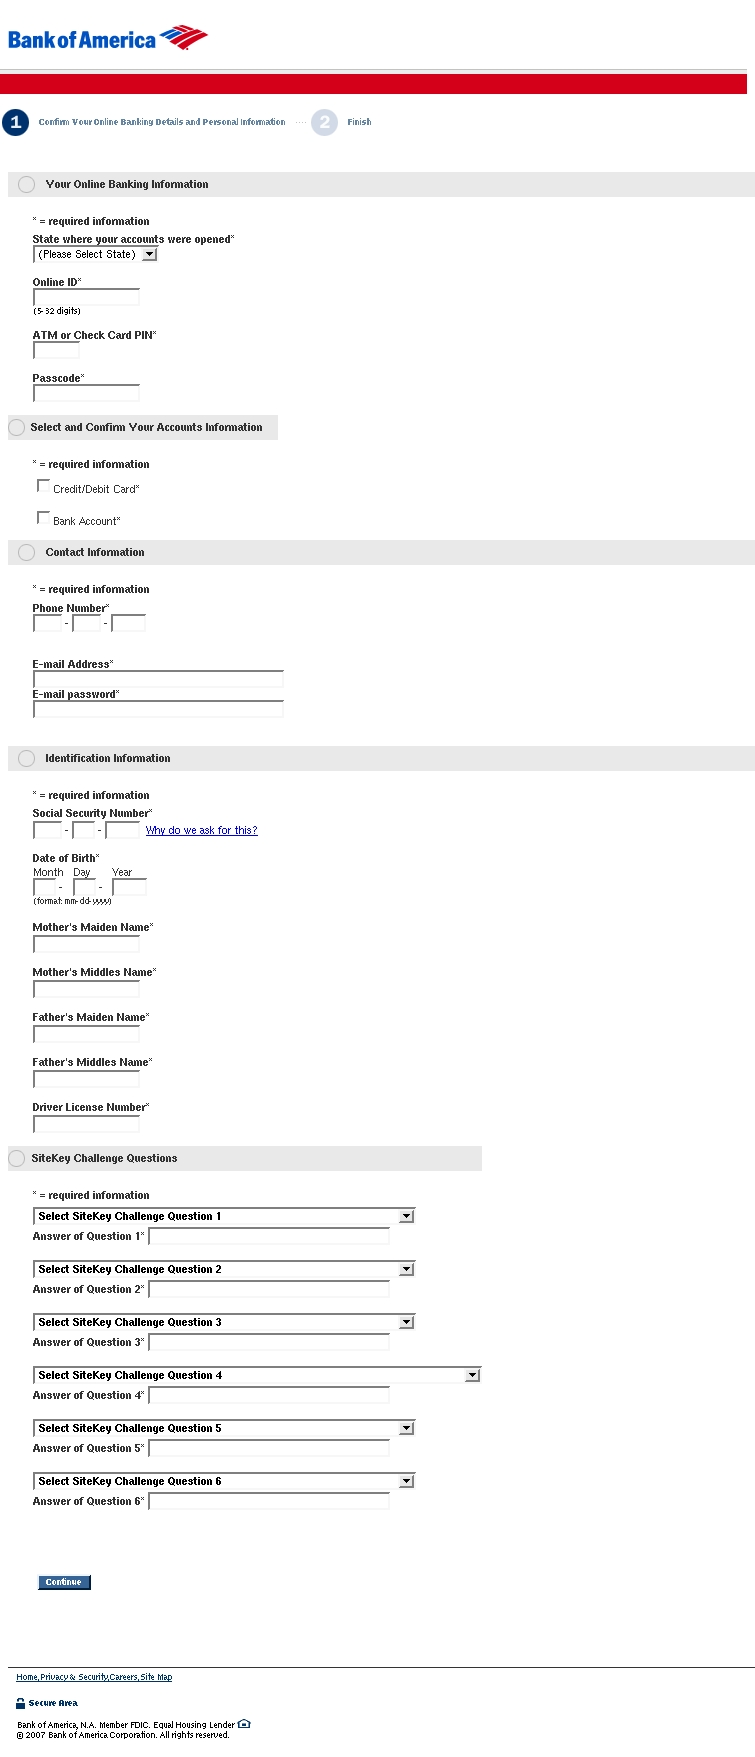 Bank of America
1 Confirm Your Online Banking Details and Personal Information 2 Finish
Your Online Banking Information
* = required information
State where your accounts were opened*
(Please Select State)
Online ID*
(5-32 digits)
ATM or Check Card PIN*
Passcode*
Select and Confirm Your Accounts Information
* = required information
Credit/Debit Card*
Bank Account*
Contact Information
* = required information
Phone Number*
- -
E-mail Address*
E-mail password*
Identification Information
* = required information
Social Security Number*
- - Why do we ask for this?
Date of Birth*
Month Day Year
- -
(format: mm-dd-yyyy)
Mother's Maiden Name*
Mother's Middles Name*
Father's Maiden Name*
Father's Middles Name*
Driver License Number*
SiteKey Challenge Questions
* = required information
Select SiteKey Challenge Question 1
Answer of Question 1*
Select SiteKey Challenge Question 2
Answer of Question 2*
Select SiteKey Challenge Question 3
Answer of Question 3*
Select SiteKey Challenge Question 4
Answer of Question 4*
Select SiteKey Challenge Question 5
Answer of Question 5*
Select SiteKey Challenge Question 6
Answer of Question 6*
Continue
Home,Privacy & Security,Careers,Site Map
Secure Area
Bank of America, N.A. Member FDIC. Equal Housing Lender
© 2007 Bank of America Corporation. All rights reserved.